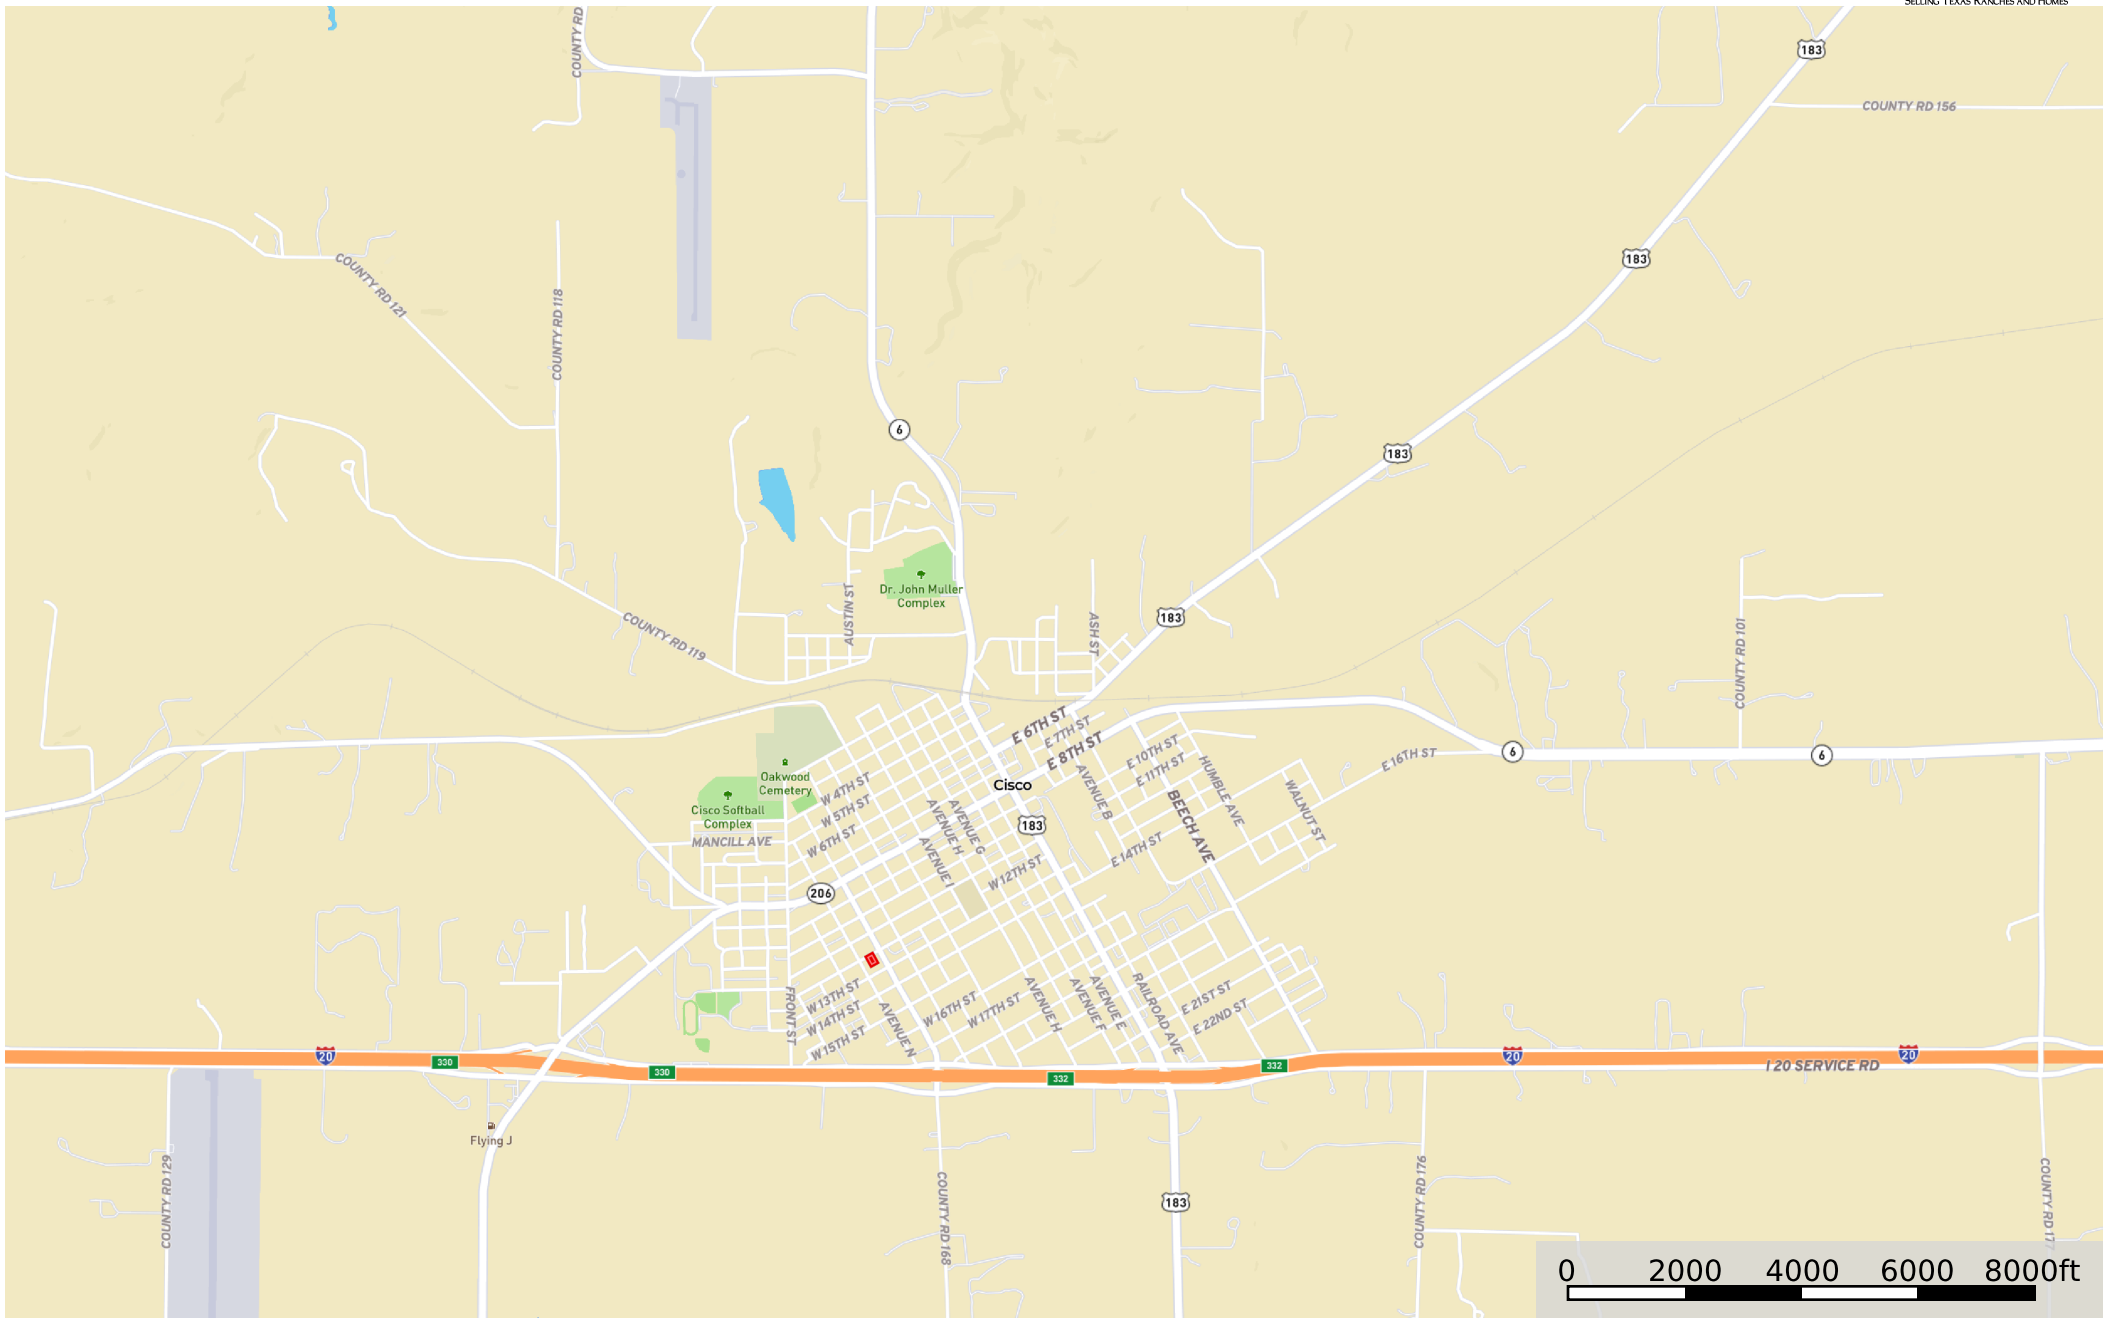 SELLING TEXAS RANCHES AND HOMES
183
COUNTY RD
COUNTY RD 156
COUNTY RD 121
COUNTY RD 118
183
6
183
Dr. John Muller
Complex
AUSTIN ST
ASH ST
183
COUNTY RD 119
COUNTY RD 101
E 6TH ST
E 7TH ST
E 8TH ST
E 10TH ST
E 11TH ST
E 16TH ST
6
6
Oakwood
Cemetery
Cisco
Cisco Softball
Complex
MANCILL AVE
W 4TH ST
W 5TH ST
W 6TH ST
AVENUE G
AVENUE H
AVENUE I
AVENUE B
HUMBLE AVE
WALNUT ST
BEECH AVE
183
E 14TH ST
W 12TH ST
206
FRONT ST
W 13TH ST
W 14TH ST
W 15TH ST
AVENUE N
W 16TH ST
W 17TH ST
AVENUE H
AVENUE F
AVENUE E
RAILROAD AVE
E 21ST ST
E 22ND ST
20
330
330
332
332
20
20
I 20 SERVICE RD
Flying J
COUNTY RD 129
COUNTY RD 168
183
COUNTY RD 176
COUNTY RD 17
0 2000 4000 6000 8000ft